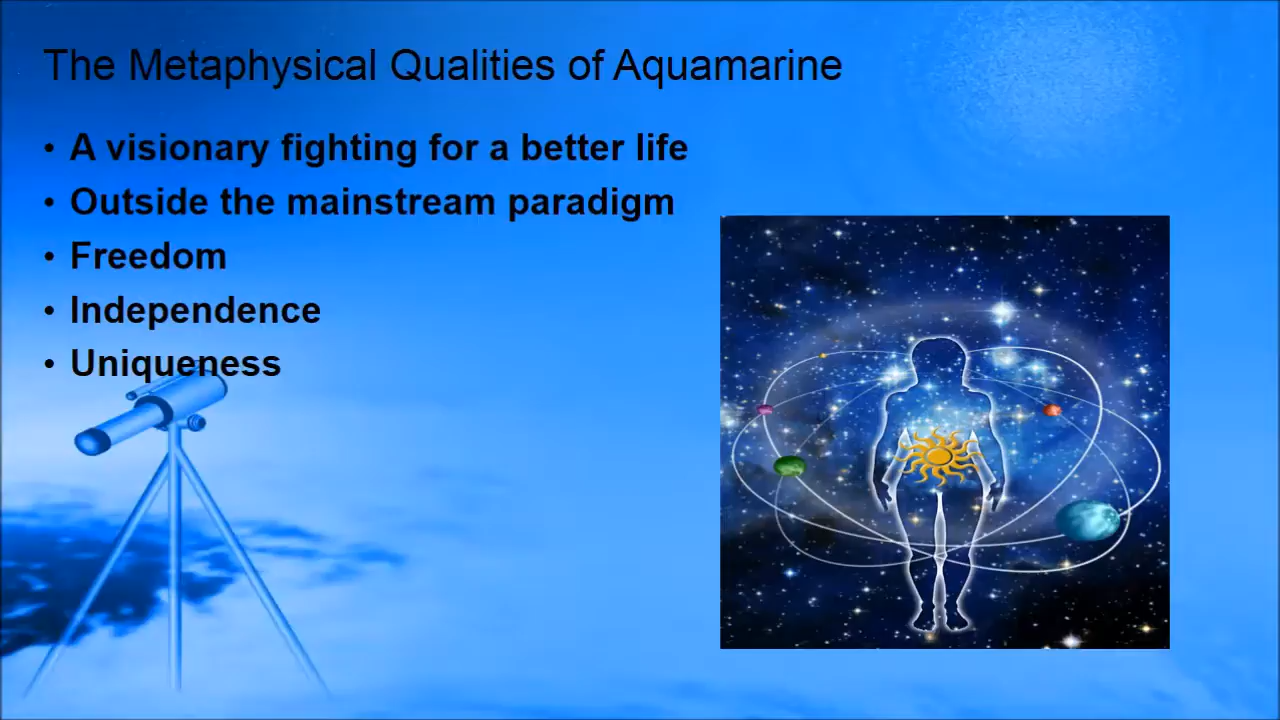 The Metaphysical Qualities of Aquamarine
• A visionary fighting for a better life
• Outside the mainstream paradigm
• Freedom
• Independence
• Uniqueness